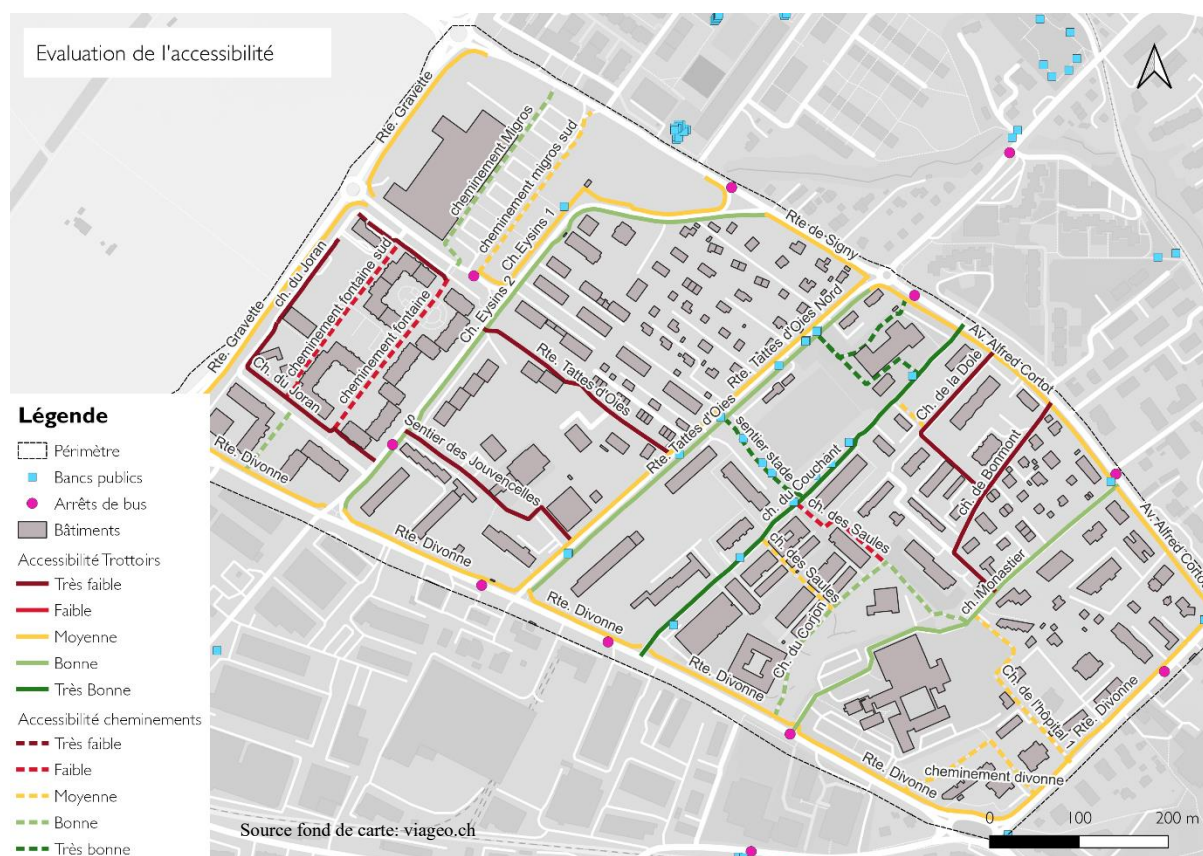 Evaluation de l'accessibilité
Rte. Gravette
cheminement Migros
cheminement migros sud
Ch. Eysins 1
Rte de Signy
ch. du Joran
cheminement fontaine sud
cheminement fontaine
Ch. Eysins 2
Rte. Tattes d'Oies Nord
Av. Alfred Cortot
Rte. Gravette
Ch. du Joran
Rte. Tattes d'Oies
Ch. de la Dole
Rte. Divonne
Sentier des Jouvencelles
Rte. Tattes d'Oies
sentier stade
ch. du Couchant
ch. de Bonmont
ch. des Saules
Av. Alfred Cortot
Rte. Divonne
ch. des Saules
ch. Monastier
Rte. Divonne
Ch. du Corjon
Rte. Divonne
Ch. de l'hôpital 1
Rte. Divonne
Rte. Divonne
cheminement divonne
Légende
Périmètre
Bancs publics
Arrêts de bus
Bâtiments
Accessibilité Trottoirs
Très faible
Faible
Moyenne
Bonne
Très Bonne
Accessibilité cheminements
Très faible
Faible
Moyenne
Bonne
Très bonne
Source fond de carte: viageo.ch
0 100 200 m